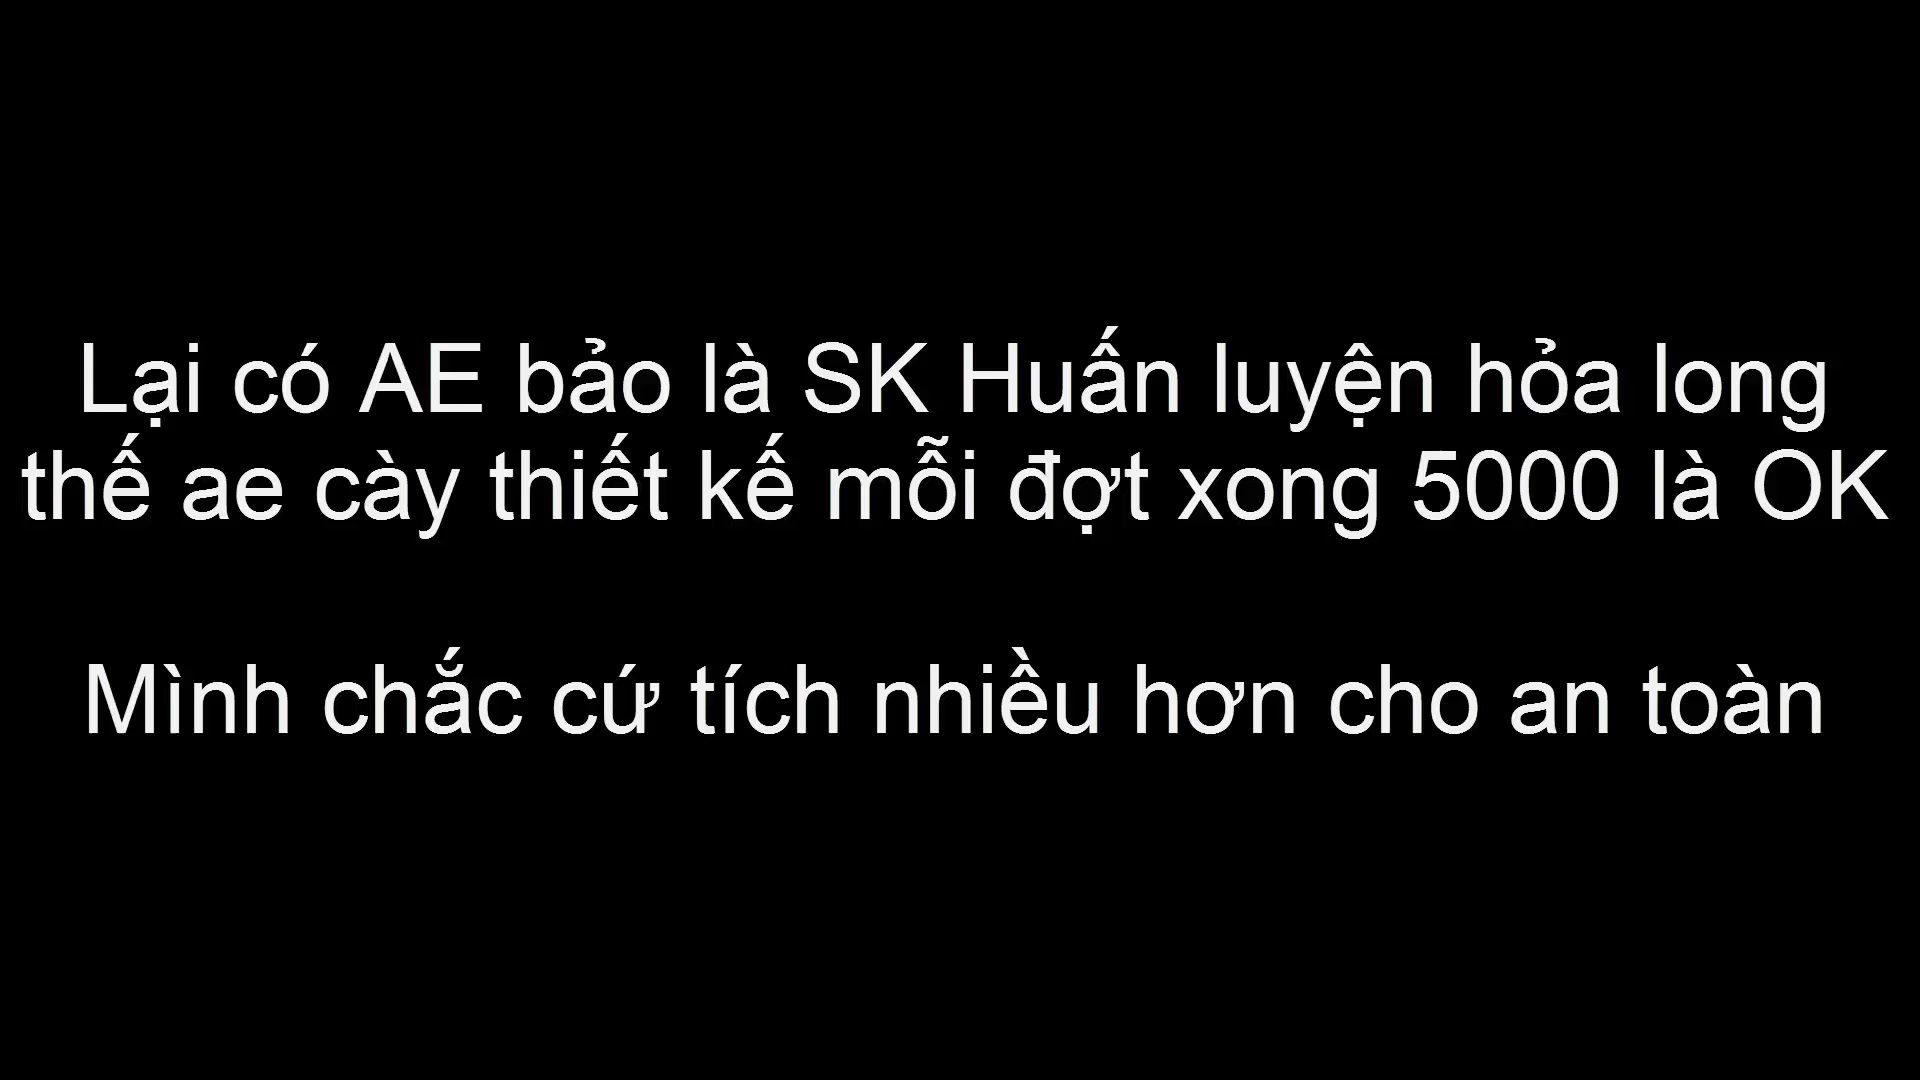 Lại có AE bảo là SK Huấn luyện hỏa long
thế ae cày thiết kế mỗi đợt xong 5000 là OK
Mình chắc cứ tích nhiều hơn cho an toàn